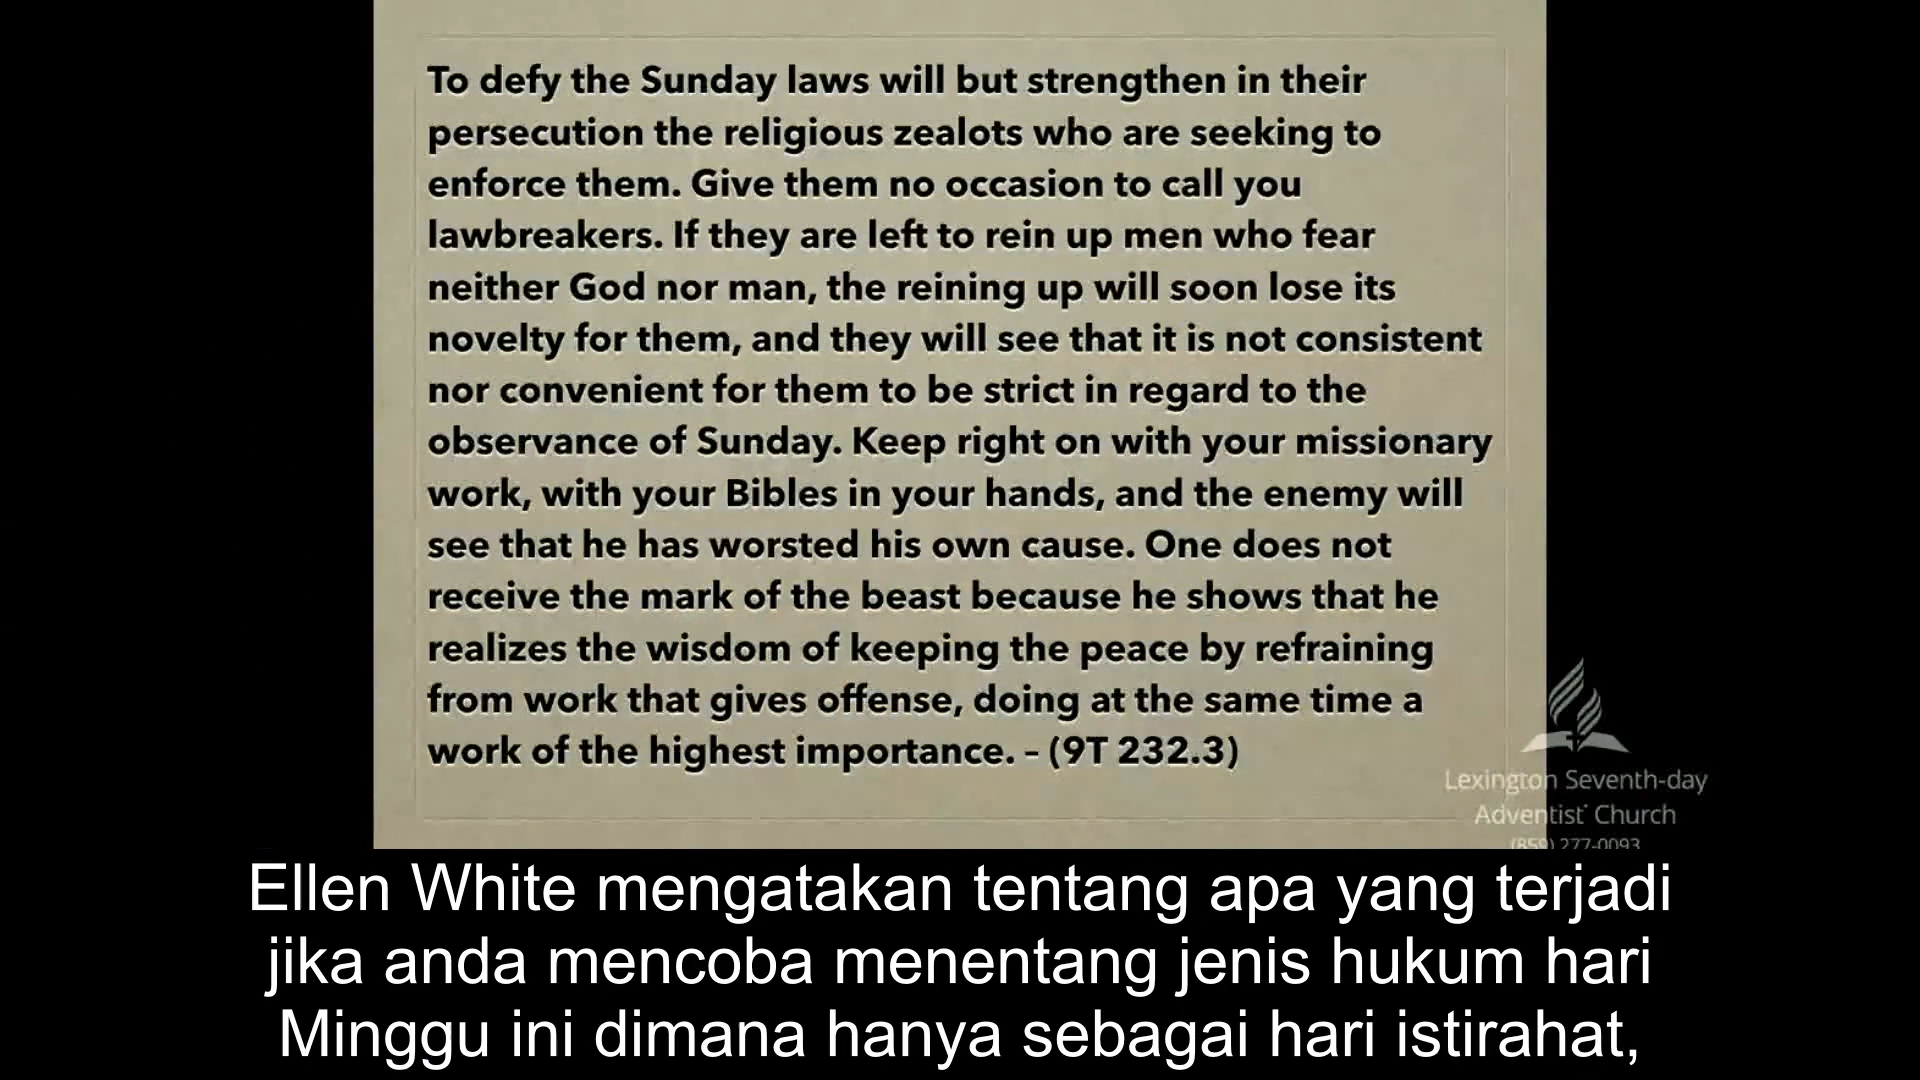 To defy the Sunday laws will but strengthen in their
persecution the religious zealots who are seeking to
enforce them. Give them no occasion to call you
lawbreakers. If they are left to rein up men who fear
neither God nor man, the reining up will soon lose its
novelty for them, and they will see that it is not consistent
nor convenient for them to be strict in regard to the
observance of Sunday. Keep right on with your missionary
work, with your Bibles in your hands, and the enemy will
see that he has worsted his own cause. One does not
receive the mark of the beast because he shows that he
realizes the wisdom of keeping the peace by refraining
from work that gives offense, doing at the same time a
work of the highest importance. – (9T 232.3)
Lexington Seventh-day
Adventist Church
(859) 277-0093
Ellen White mengatakan tentang apa yang terjadi
jika anda mencoba menentang jenis hukum hari
Minggu ini dimana hanya sebagai hari istirahat,